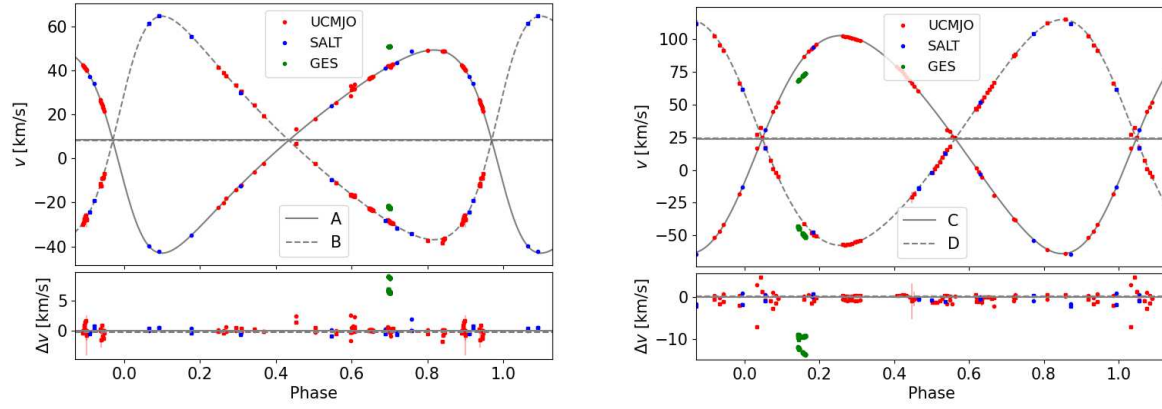 UCMJO
SALT
GES
60
40
20
0
−20
−40
v [km/s]
A
B
5
0
Δv [km/s]
0.0 0.2 0.4 0.6 0.8 1.0
Phase
UCMJO
SALT
GES
100
75
50
25
0
−25
−50
v [km/s]
C
D
0
−5
−10
Δv [km/s]
0.0 0.2 0.4 0.6 0.8 1.0
Phase